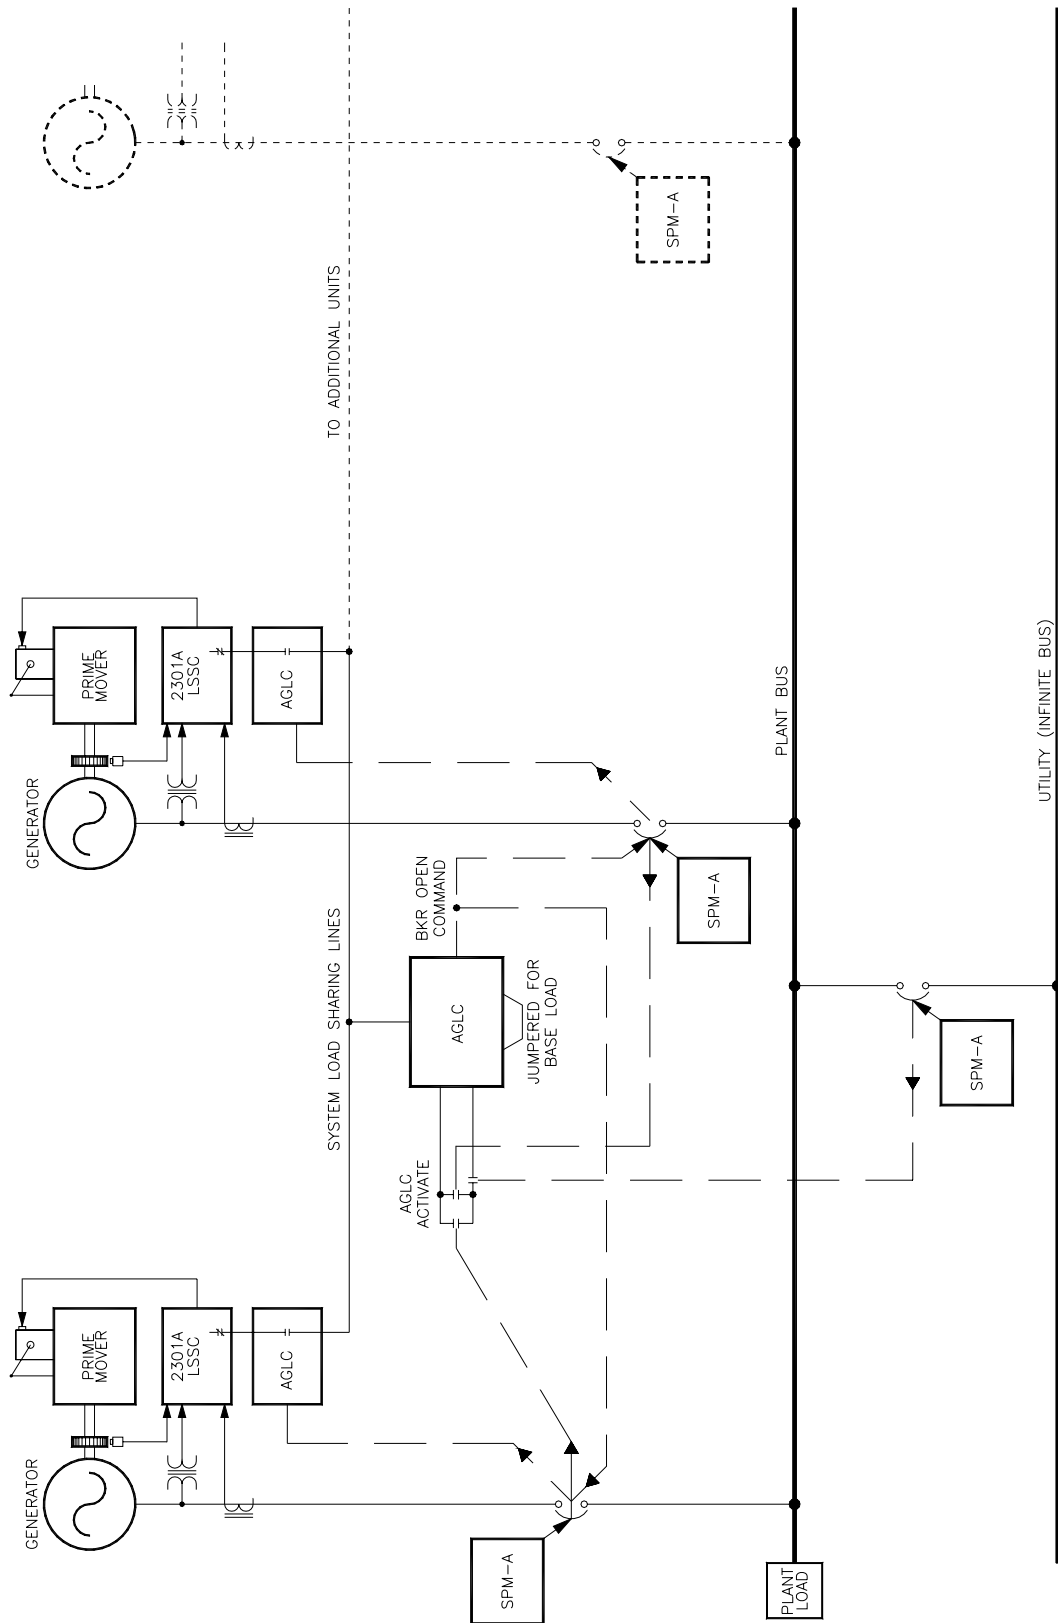 GENERATOR
PRIME
MOVER
2301A
LSSC
AGLC
SPM-A
PLANT
LOAD
SYSTEM LOAD SHARING LINES
AGLC
ACTIVATE
AGLC
JUMPERED FOR
BASE LOAD
BKR OPEN
COMMAND
GENERATOR
PRIME
MOVER
2301A
LSSC
AGLC
SPM-A
SPM-A
PLANT BUS
UTILITY (INFINITE BUS)
TO ADDITIONAL UNITS
SPM-A